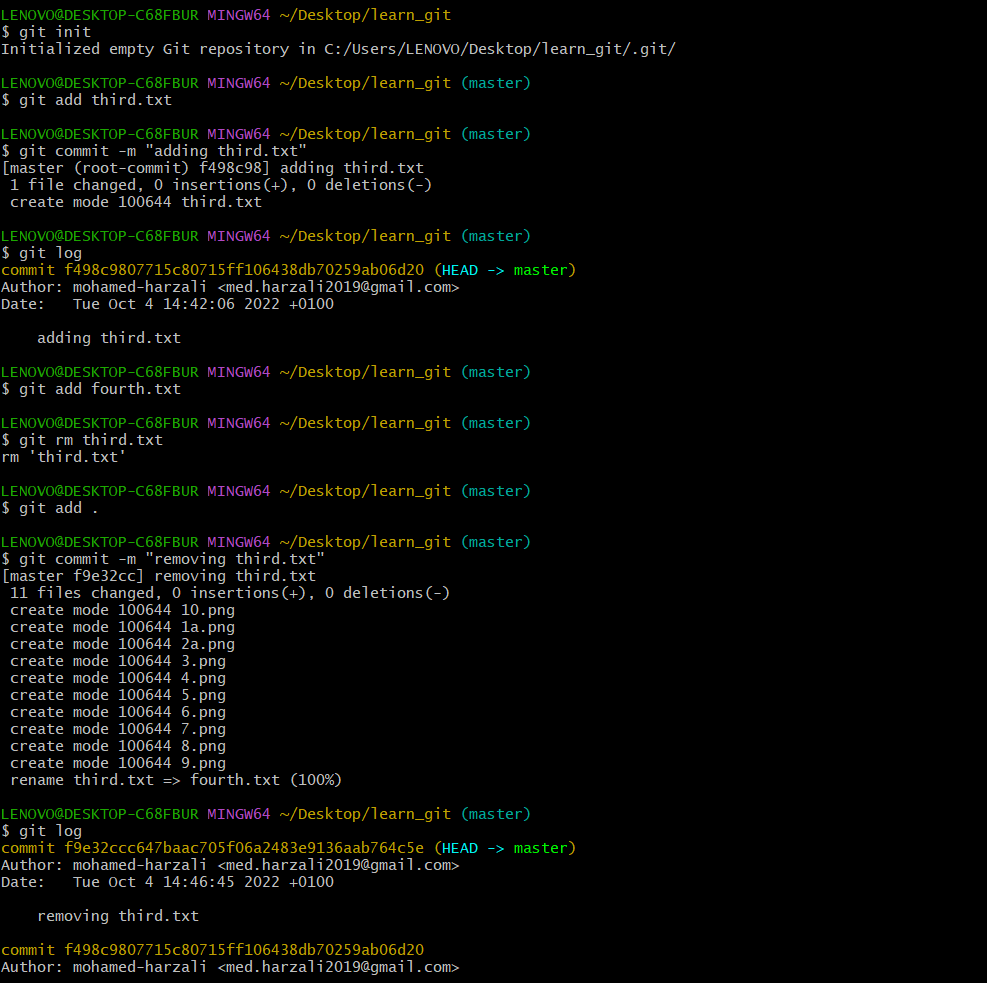 LENOVO@DESKTOP-C68FBUR MINGW64 ~/Desktop/learn_git
$ git init
Initialized empty Git repository in C:/Users/LENOVO/Desktop/learn_git/.git/

LENOVO@DESKTOP-C68FBUR MINGW64 ~/Desktop/learn_git (master)
$ git add third.txt

LENOVO@DESKTOP-C68FBUR MINGW64 ~/Desktop/learn_git (master)
$ git commit -m "adding third.txt"
[master (root-commit) f498c98] adding third.txt
 1 file changed, 0 insertions(+), 0 deletions(-)
 create mode 100644 third.txt

LENOVO@DESKTOP-C68FBUR MINGW64 ~/Desktop/learn_git (master)
$ git log
commit f498c9807715c80715ff106438db70259ab06d20 (HEAD -> master)
Author: mohamed-harzali <med.harzali2019@gmail.com>
Date:   Tue Oct 4 14:42:06 2022 +0100

    adding third.txt

LENOVO@DESKTOP-C68FBUR MINGW64 ~/Desktop/learn_git (master)
$ git add fourth.txt

LENOVO@DESKTOP-C68FBUR MINGW64 ~/Desktop/learn_git (master)
$ git rm third.txt
rm 'third.txt'

LENOVO@DESKTOP-C68FBUR MINGW64 ~/Desktop/learn_git (master)
$ git add .

LENOVO@DESKTOP-C68FBUR MINGW64 ~/Desktop/learn_git (master)
$ git commit -m "removing third.txt"
[master f9e32cc] removing third.txt
 11 files changed, 0 insertions(+), 0 deletions(-)
 create mode 100644 10.png
 create mode 100644 1a.png
 create mode 100644 2a.png
 create mode 100644 3.png
 create mode 100644 4.png
 create mode 100644 5.png
 create mode 100644 6.png
 create mode 100644 7.png
 create mode 100644 8.png
 create mode 100644 9.png
 rename third.txt => fourth.txt (100%)

LENOVO@DESKTOP-C68FBUR MINGW64 ~/Desktop/learn_git (master)
$ git log
commit f9e32ccc647baac705f06a2483e9136aab764c5e (HEAD -> master)
Author: mohamed-harzali <med.harzali2019@gmail.com>
Date:   Tue Oct 4 14:46:45 2022 +0100

    removing third.txt

commit f498c9807715c80715ff106438db70259ab06d20
Author: mohamed-harzali <med.harzali2019@gmail.com>